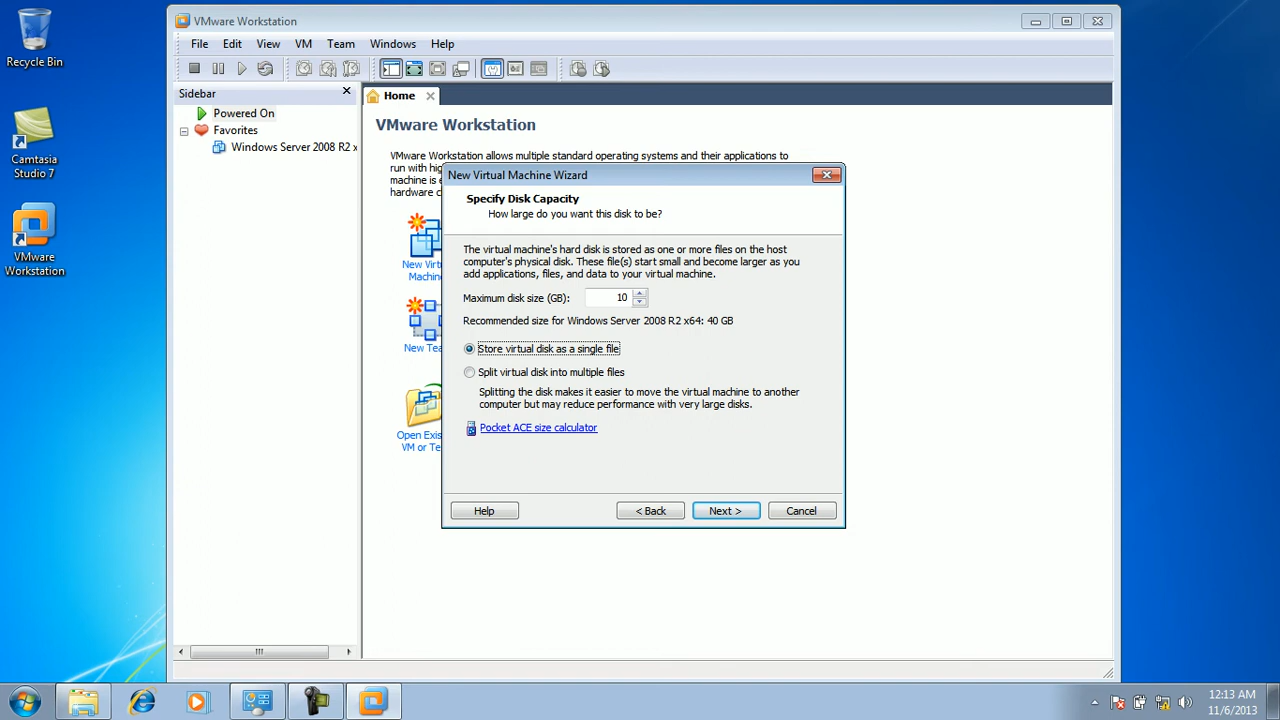 Recycle Bin
Camtasia
Studio 7
VMware
Workstation
VMware Workstation
File Edit View VM Team Windows Help
Sidebar
Powered On
Favorites
Windows Server 2008 R2 x
Home
VMware Workstation
VMware Workstation allows multiple standard operating systems and their applications to
run with hig
machine is e
hardware c
New Virt
Machin
New Tea
Open Exis
VM or Te
New Virtual Machine Wizard
Specify Disk Capacity
How large do you want this disk to be?
The virtual machine's hard disk is stored as one or more files on the host
computer's physical disk. These file(s) start small and become larger as you
add applications, files, and data to your virtual machine.
Maximum disk size (GB): 10
Recommended size for Windows Server 2008 R2 x64: 40 GB
Store virtual disk as a single file
Split virtual disk into multiple files
Splitting the disk makes it easier to move the virtual machine to another
computer but may reduce performance with very large disks.
Pocket ACE size calculator
Help < Back Next > Cancel
12:13 AM
11/6/2013